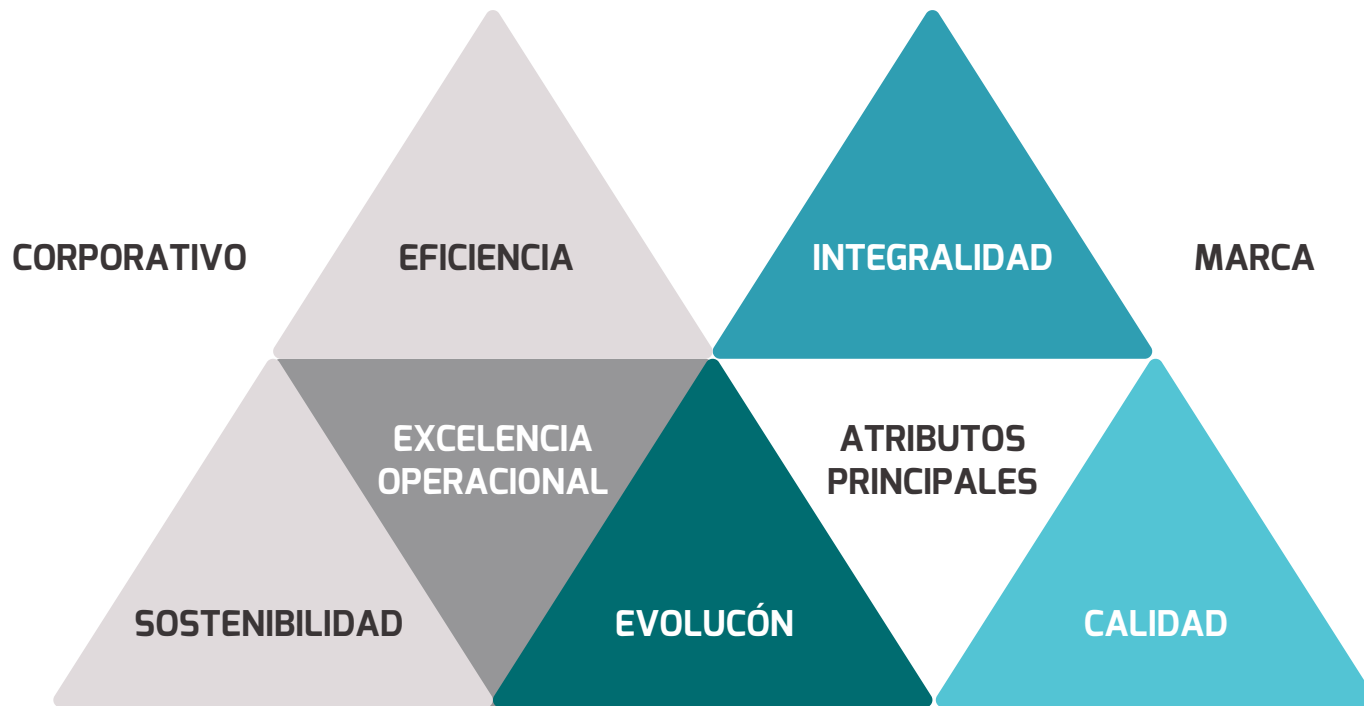 CORPORATIVO
EFICIENCIA
INTEGRALIDAD
MARCA
EXCELENCIA
OPERACIONAL
ATRIBUTOS
PRINCIPALES
SOSTENIBILIDAD
EVOLUCÓN
CALIDAD